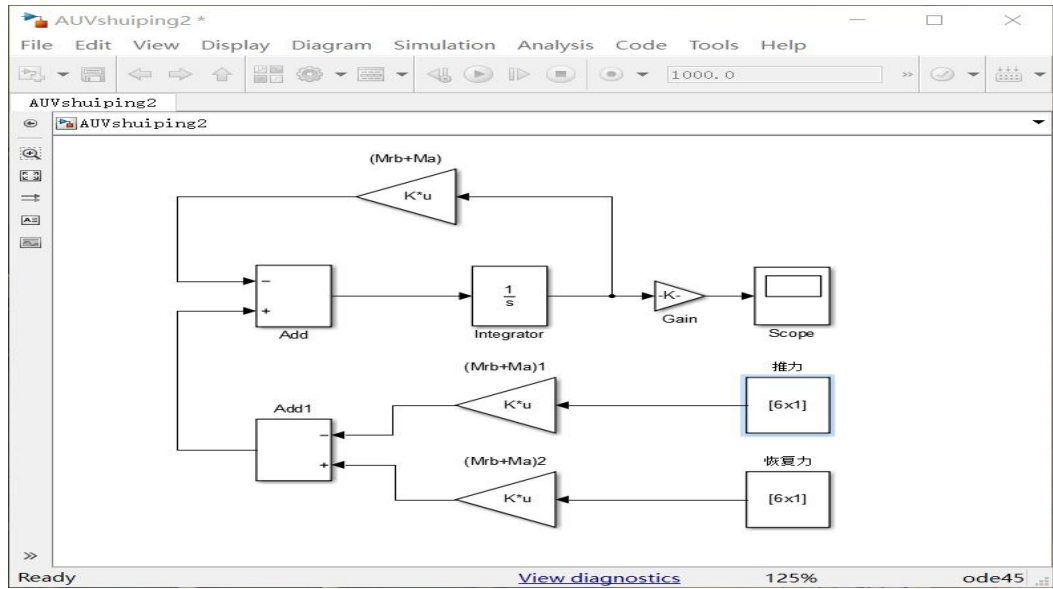 AUVshuiping2 *
File Edit View Display Diagram Simulation Analysis Code Tools Help
1000.0
AUVshuiping2
AUVshuiping2
(Mrb+Ma)
K*u
−
+
Add
1
s
Integrator
-K-
Gain
Scope
(Mrb+Ma)1
推力
K*u
[6x1]
Add1
−
+
(Mrb+Ma)2
恢复力
K*u
[6x1]
Ready View diagnostics 125% ode45